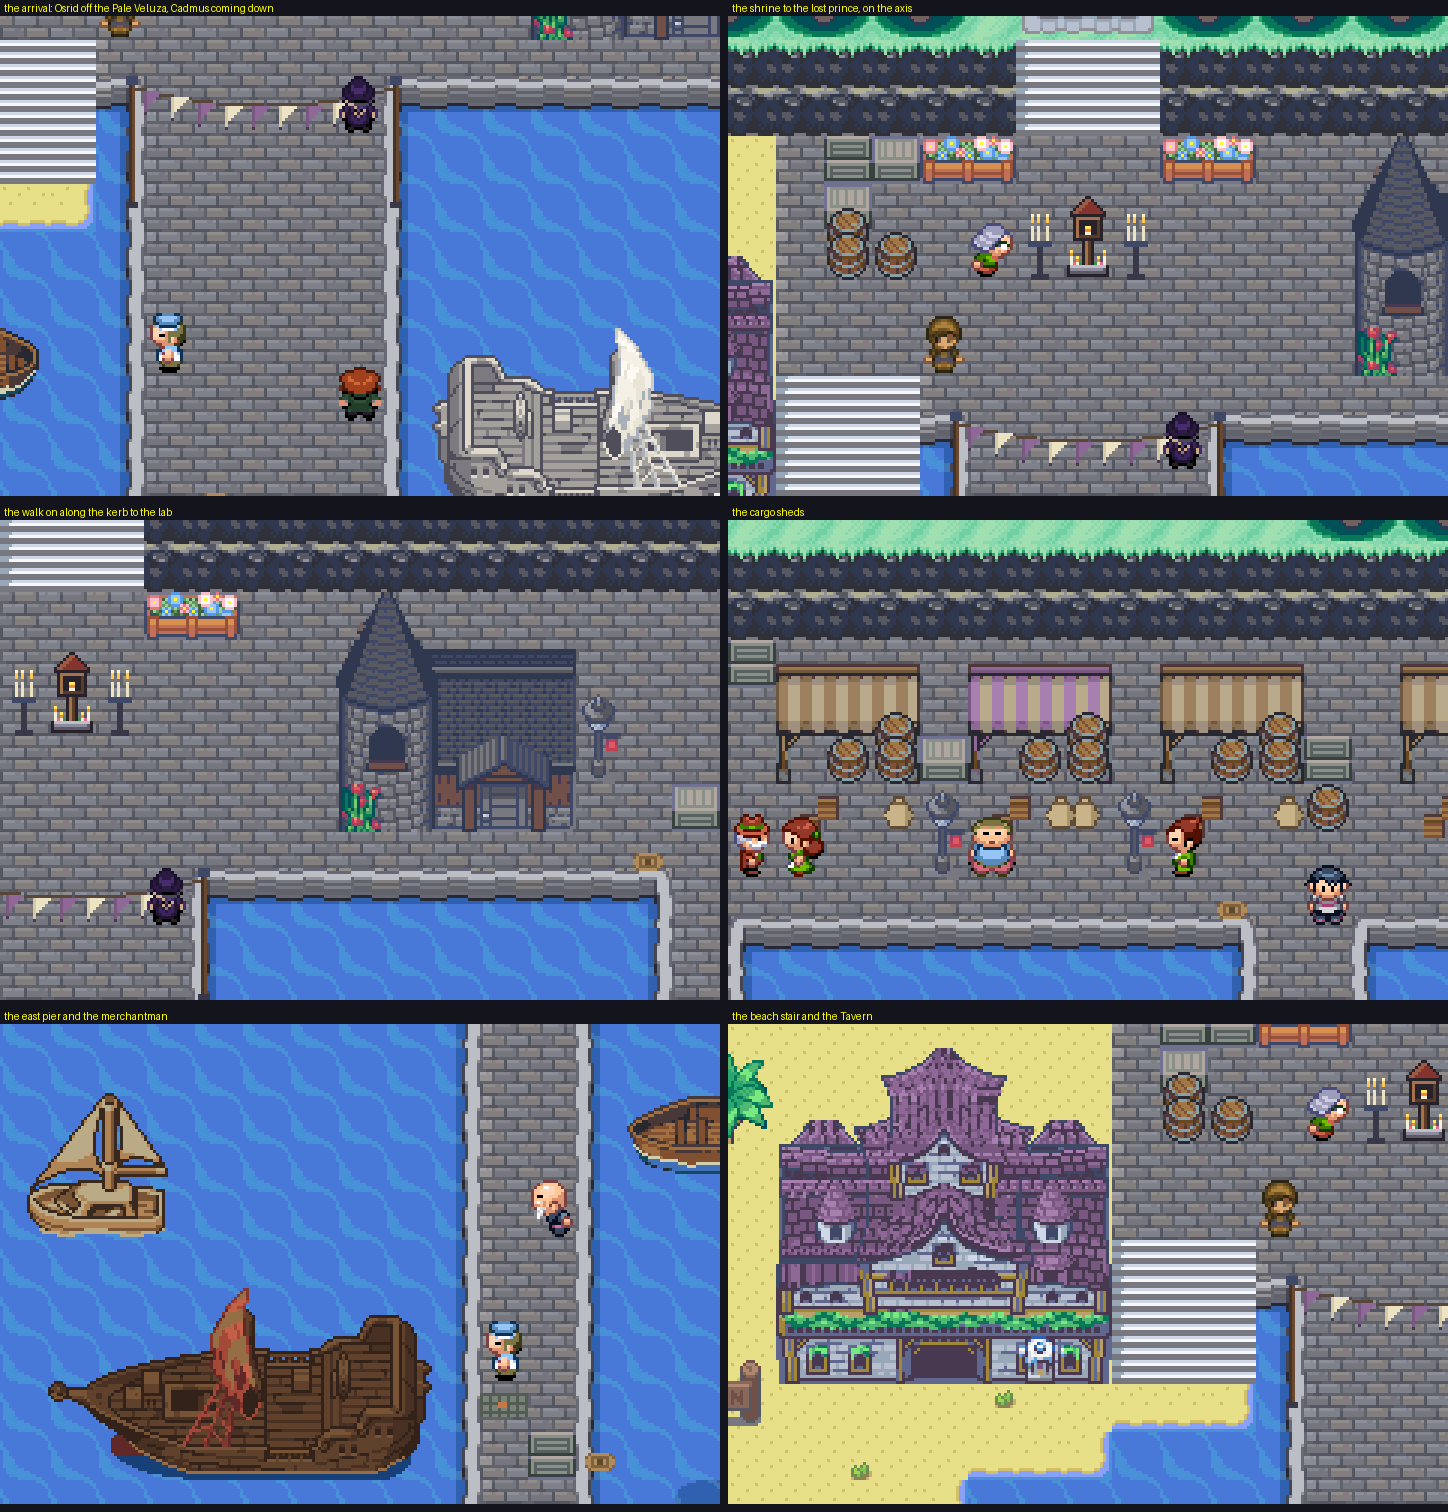 the arrival: Osrid off the Pale Veluza, Cadmus coming down
the shrine to the lost prince, on the axis
the walk on along the kerb to the lab
the cargo sheds
the east pier and the merchantman
the beach stair and the Tavern
N